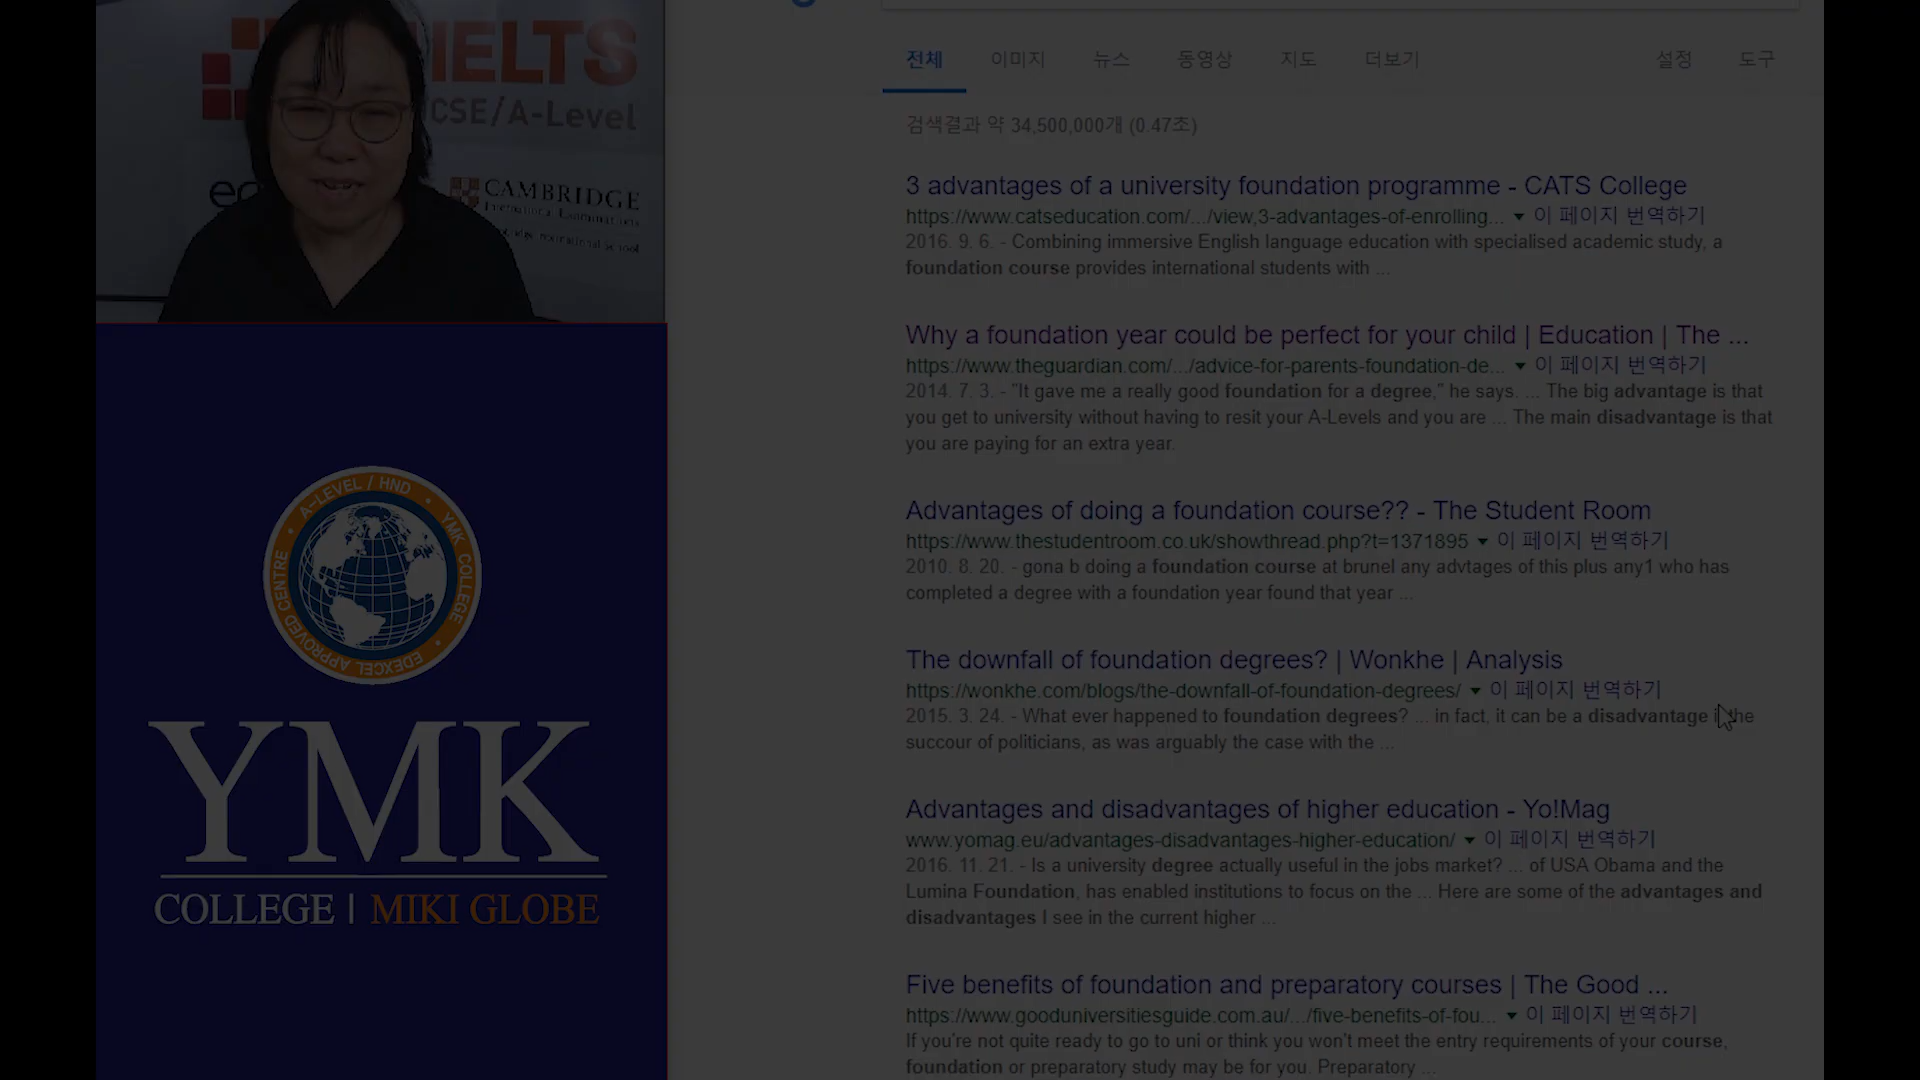 IELTS
CSE/A-Level
CAMBRIDGE
A-LEVEL / HND • YMK COLLEGE • EDEXCEL APPROVED CENTRE •
YMK
COLLEGE | MIKI GLOBE
전체 이미지 뉴스 동영상 지도 더보기 설정 도구
검색결과 약 34,500,000개 (0.47초)
3 advantages of a university foundation programme - CATS College
https://www.catseducation.com/.../view,3-advantages-of-enrolling... ▼ 이 페이지 번역하기
2016. 9. 6. - Combining immersive English language education with specialised academic study, a
foundation course provides international students with ...
Why a foundation year could be perfect for your child | Education | The ...
https://www.theguardian.com/.../advice-for-parents-foundation-de... ▼ 이 페이지 번역하기
2014. 7. 3. - "It gave me a really good foundation for a degree," he says. ... The big advantage is that
you get to university without having to resit your A-Levels and you are ... The main disadvantage is that
you are paying for an extra year.
Advantages of doing a foundation course?? - The Student Room
https://www.thestudentroom.co.uk/showthread.php?t=1371895 ▼ 이 페이지 번역하기
2010. 8. 20. - gona b doing a foundation course at brunel any advtages of this plus any1 who has
completed a degree with a foundation year found that year ...
The downfall of foundation degrees? | Wonkhe | Analysis
https://wonkhe.com/blogs/the-downfall-of-foundation-degrees/ ▼ 이 페이지 번역하기
2015. 3. 24. - What ever happened to foundation degrees? ... in fact, it can be a disadvantage the
succour of politicians, as was arguably the case with the ...
Advantages and disadvantages of higher education - Yo!Mag
www.yomag.eu/advantages-disadvantages-higher-education/ ▼ 이 페이지 번역하기
2016. 11. 21. - Is a university degree actually useful in the jobs market? ... of USA Obama and the
Lumina Foundation, has enabled institutions to focus on the ... Here are some of the advantages and
disadvantages I see in the current higher ...
Five benefits of foundation and preparatory courses | The Good ...
https://www.gooduniversitiesguide.com.au/.../five-benefits-of-fou... ▼ 이 페이지 번역하기
If you're not quite ready to go to uni or think you won't meet the entry requirements of your course,
foundation or preparatory study may be for you. Preparatory ...